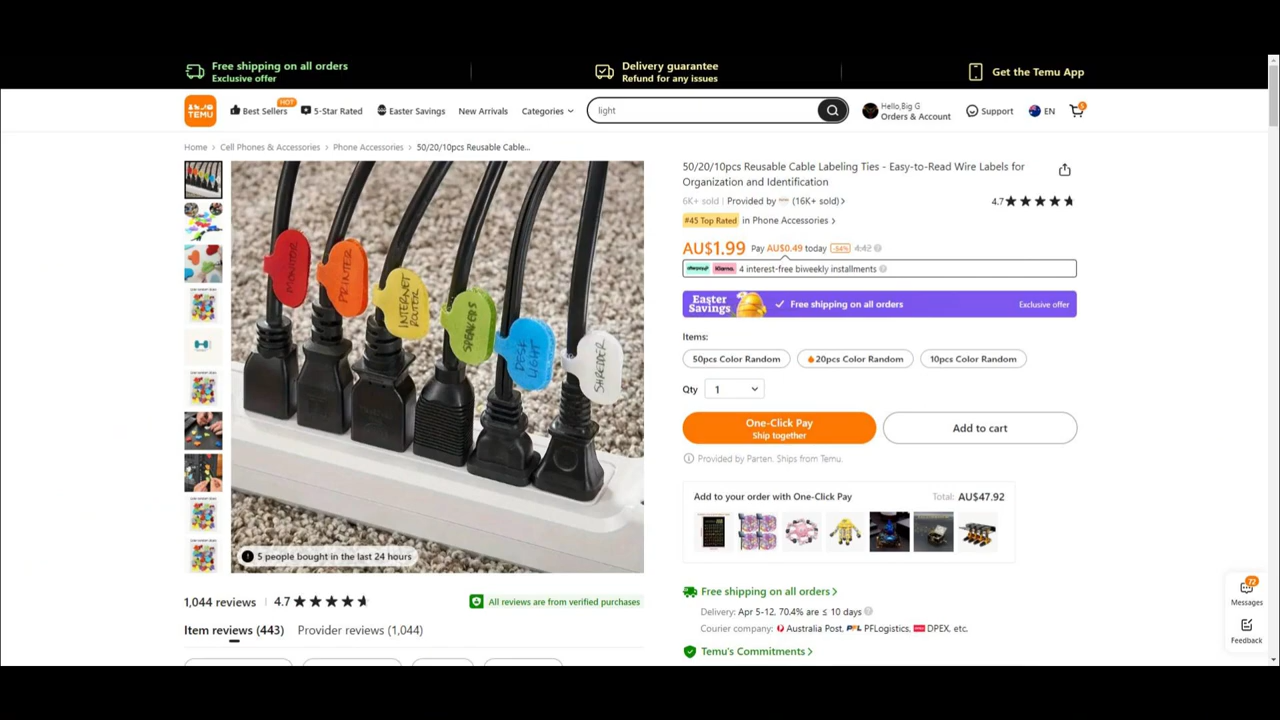 Free shipping on all orders
Exclusive offer
Delivery guarantee
Refund for any issues
Get the Temu App
TEMU
Best Sellers
HOT
5-Star Rated
Easter Savings
New Arrivals
Categories
light
Hello,Big G
Orders & Account
Support
EN
Home > Cell Phones & Accessories > Phone Accessories > 50/20/10pcs Reusable Cable...
MONITOR
PRINTER
INTERNET
ROUTER
SPEAKERS
DESK
LIGHT
SHREDDER
5 people bought in the last 24 hours
50/20/10pcs Reusable Cable Labeling Ties - Easy-to-Read Wire Labels for
Organization and Identification
6K+ sold | Provided by (16K+ sold) >
4.7
#45 Top Rated in Phone Accessories >
AU$1.99 Pay AU$0.49 today 4.42
Klarna. 4 interest-free biweekly installments
Easter
Savings
Free shipping on all orders
Exclusive offer
Items:
50pcs Color Random
20pcs Color Random
10pcs Color Random
Qty 1
One-Click Pay
Ship together
Add to cart
Provided by Parten. Ships from Temu.
Add to your order with One-Click Pay
Total: AU$47.92
Free shipping on all orders >
Delivery: Apr 5-12, 70.4% are ≤ 10 days
Courier company: Australia Post, PFL PFLogistics, DPEX, etc.
Temu's Commitments >
1,044 reviews | 4.7
All reviews are from verified purchases
Item reviews (443)
Provider reviews (1,044)
72
Messages
Feedback